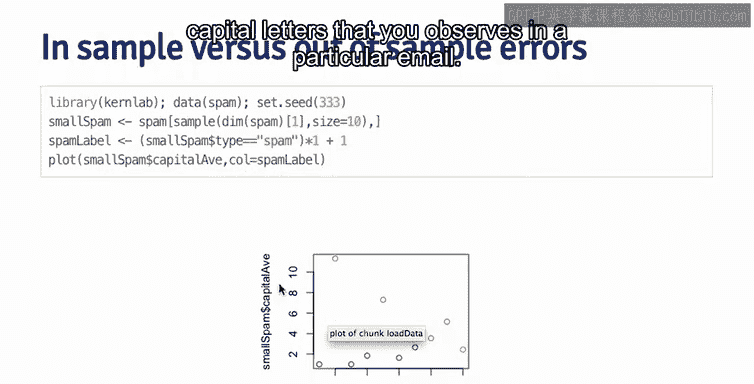 capital letters that you observes in a
particular email.
In sample versus out of sample errors
library(kernlab); data(spam); set.seed(333)
smallSpam <- spam[sample(dim(spam)[1],size=10),]
spamLabel <- (smallSpam$type=="spam")*1 + 1
plot(smallSpam$capitalAve,col=spamLabel)
smallSpam$capitalAve
10
8
6
4
2
plot of chunk loadData